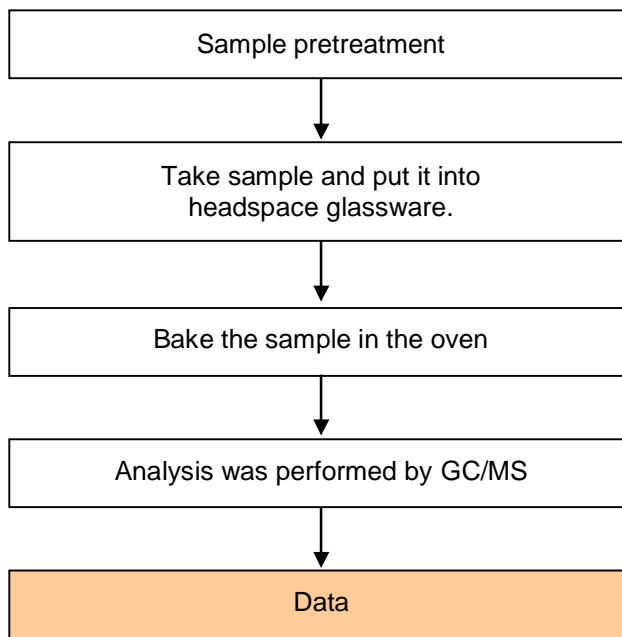 Sample pretreatment
Take sample and put it into
headspace glassware.
Bake the sample in the oven
Analysis was performed by GC/MS
Data